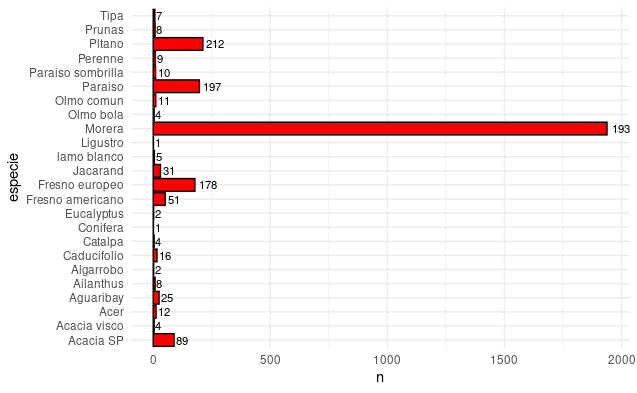 Tipa 7
Prunas 8
Pltano 212
Perenne 9
Paraiso sombrilla 10
Paraiso 197
Olmo comun 11
Olmo bola 4
Morera 193
Ligustro 1
lamo blanco 5
Jacarand 31
Fresno europeo 178
Fresno americano 51
Eucalyptus 2
Conifera 1
Catalpa 4
Caducifolio 16
Algarrobo 2
Ailanthus 8
Aguaribay 25
Acer 12
Acacia visco 4
Acacia SP 89
especie
0 500 1000 1500 2000
n